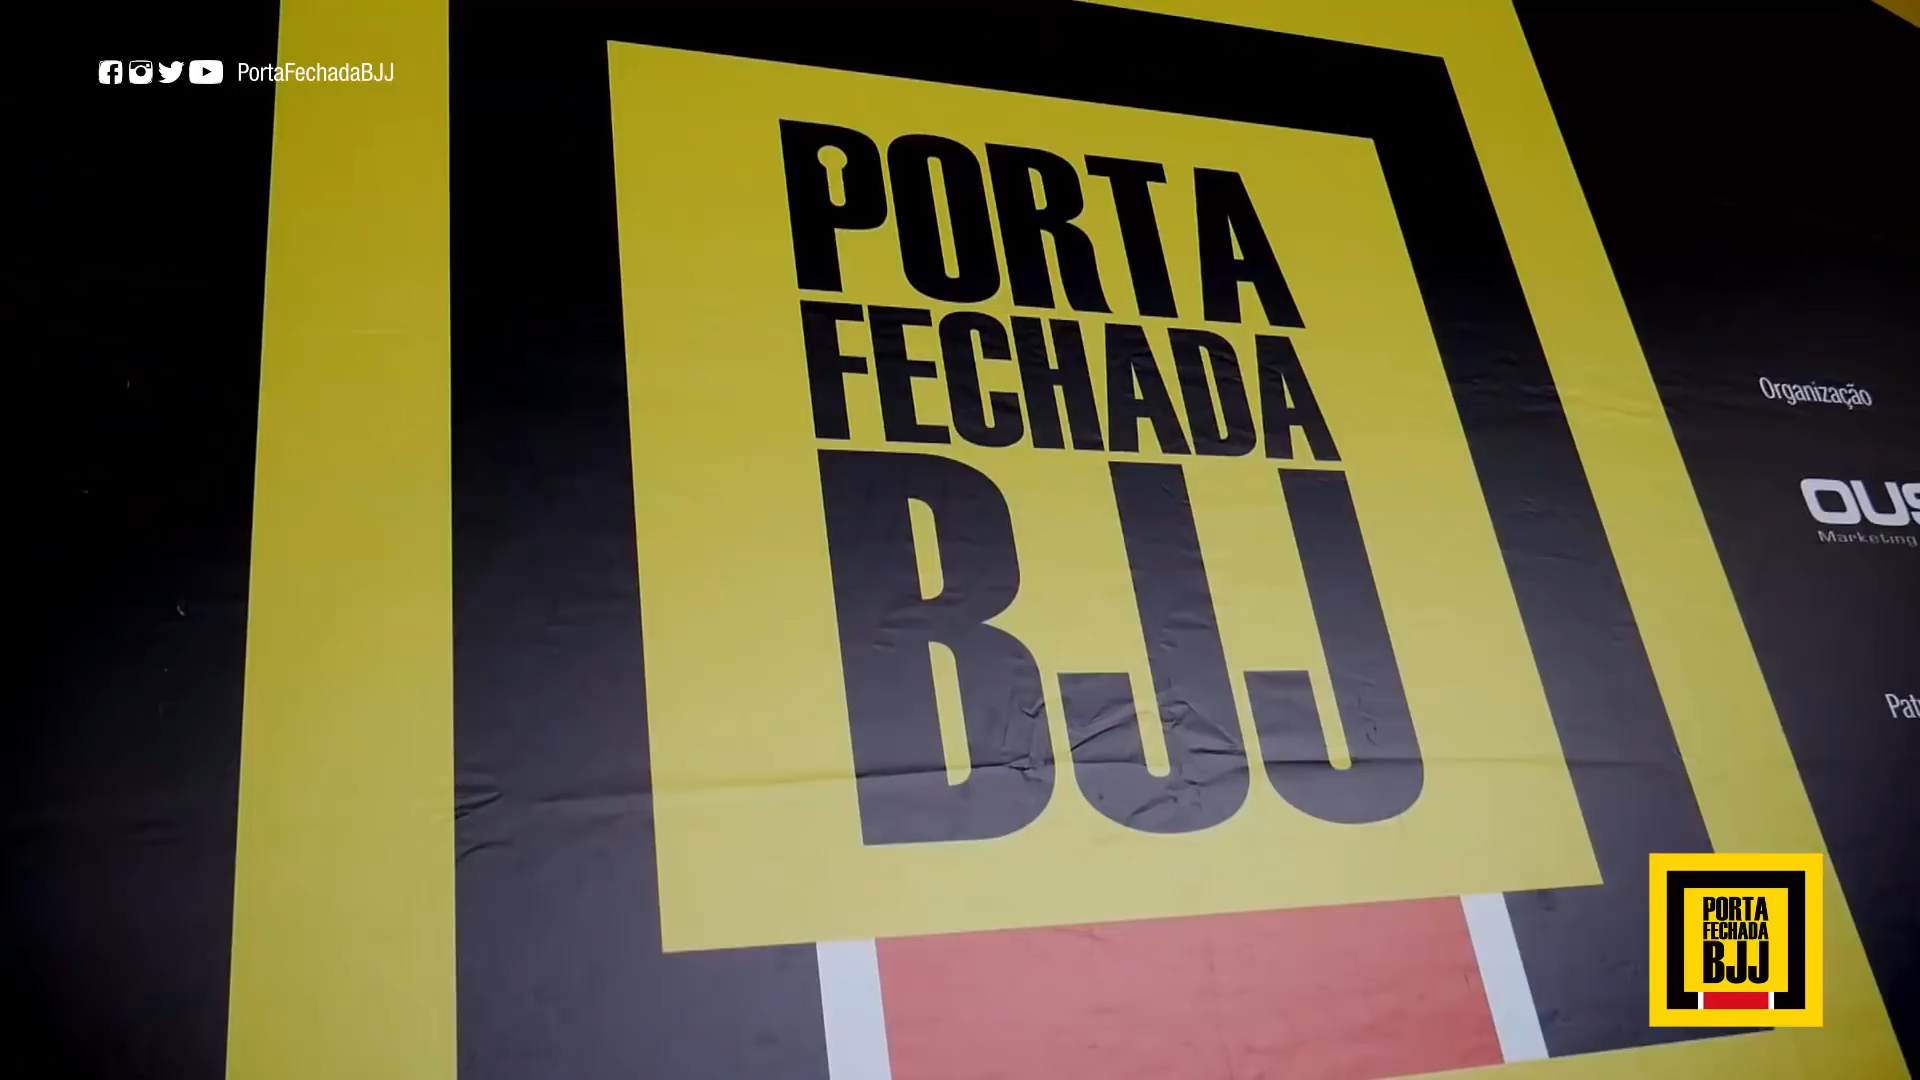 PortaFechadaBJJ
PORTA
FECHADA
BJJ
Organização
Marketing
PORTA
FECHADA
BJJ